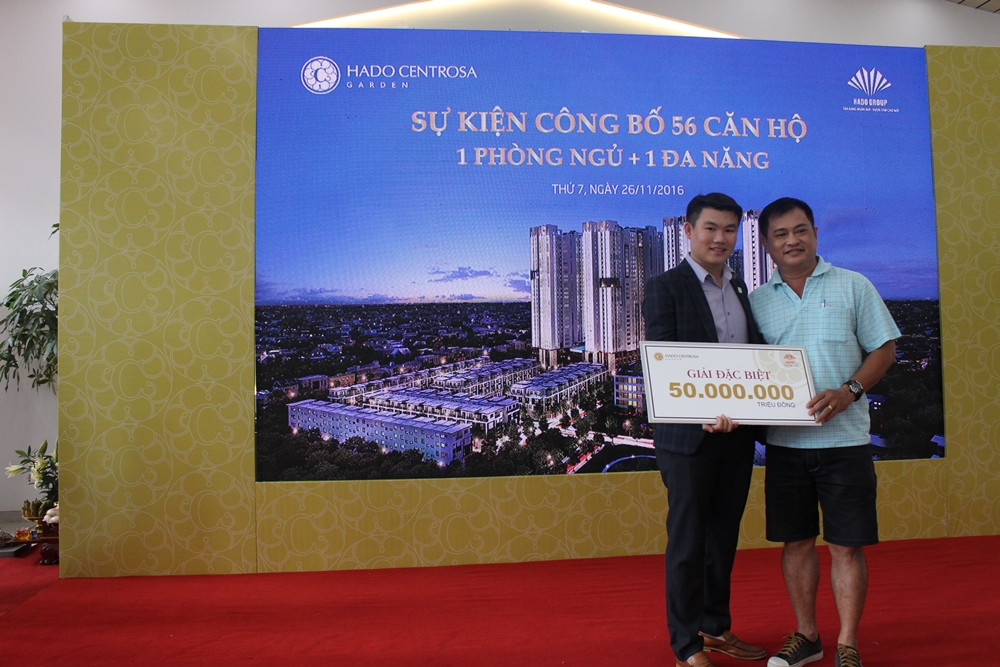 HADO CENTROSA
GARDEN
HADO GROUP
SỰ KIỆN CÔNG BỐ 56 CĂN HỘ
1 PHÒNG NGỦ + 1 ĐA NĂNG
THỨ 7, NGÀY 26/11/2016
HADO CENTROSA
GARDEN
GIẢI ĐẶC BIỆT
50.000.000
TRIỆU ĐỒNG